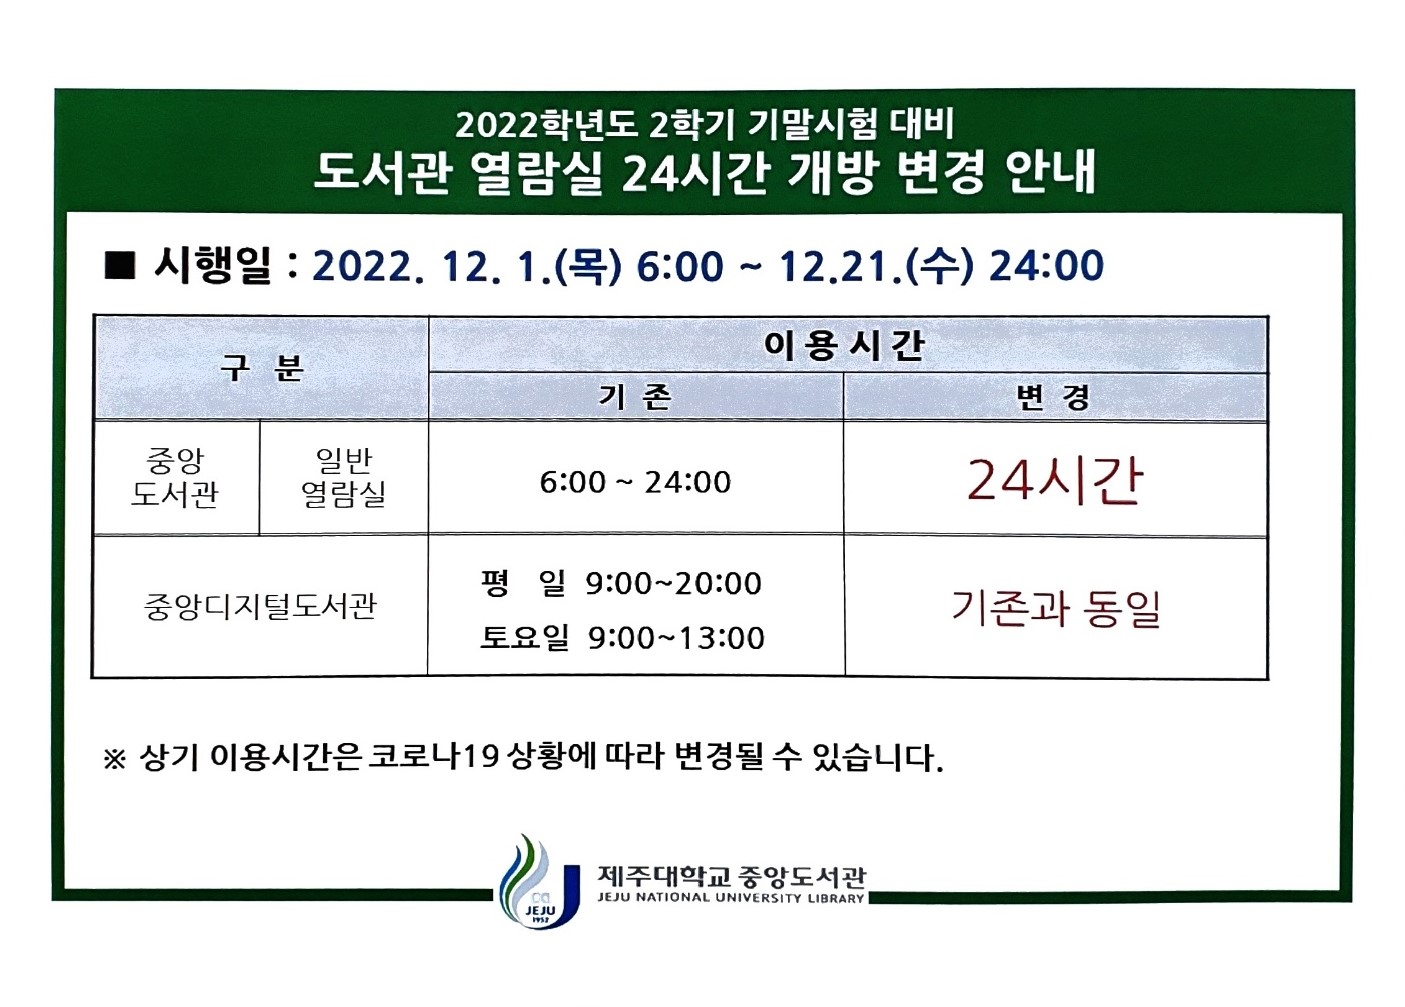 2022학년도 2학기 기말시험 대비
도서관 열람실 24시간 개방 변경 안내
■ 시행일 : 2022. 12. 1.(목) 6:00 ~ 12.21.(수) 24:00
구 분
이 용 시 간
기 존
변 경
중앙
도서관
일반
열람실
6:00 ~ 24:00
24시간
중앙디지털도서관
평 일 9:00~20:00
토요일 9:00~13:00
기존과 동일
※ 상기 이용시간은 코로나19 상황에 따라 변경될 수 있습니다.
JEJU
1952
제주대학교 중앙도서관
JEJU NATIONAL UNIVERSITY LIBRARY